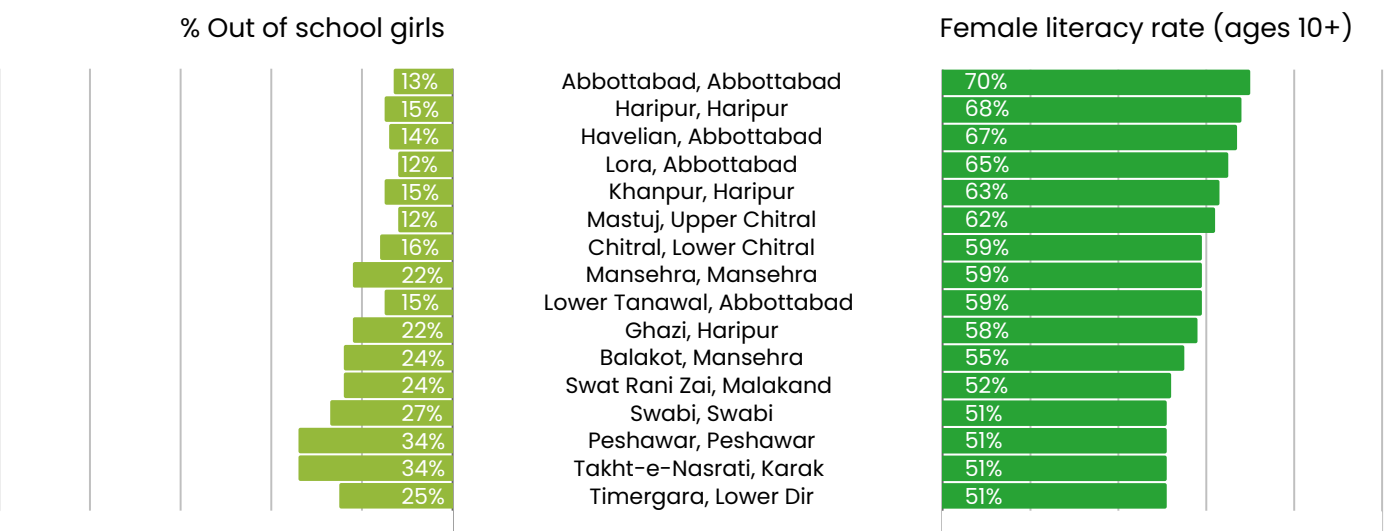 % Out of school girls Female literacy rate (ages 10+)
13% Abbottabad, Abbottabad 70%
15% Haripur, Haripur 68%
14% Havelian, Abbottabad 67%
12% Lora, Abbottabad 65%
15% Khanpur, Haripur 63%
12% Mastuj, Upper Chitral 62%
16% Chitral, Lower Chitral 59%
22% Mansehra, Mansehra 59%
15% Lower Tanawal, Abbottabad 59%
22% Ghazi, Haripur 58%
24% Balakot, Mansehra 55%
24% Swat Rani Zai, Malakand 52%
27% Swabi, Swabi 51%
34% Peshawar, Peshawar 51%
34% Takht-e-Nasrati, Karak 51%
25% Timergara, Lower Dir 51%